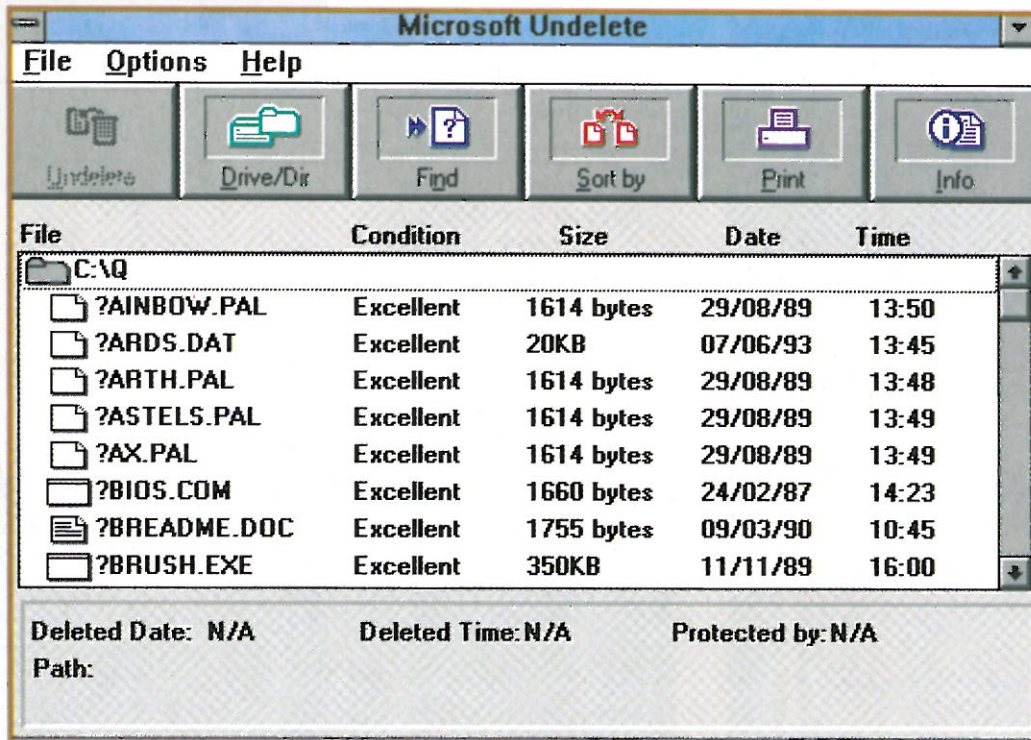 Microsoft Undelete
File Options Help
Undelete Drive/Dir Find Sort by Print Info
File Condition Size Date Time
C:\Q
?AINBOW.PAL Excellent 1614 bytes 29/08/89 13:50
?ARDS.DAT Excellent 20KB 07/06/93 13:45
?ARTH.PAL Excellent 1614 bytes 29/08/89 13:48
?ASTELS.PAL Excellent 1614 bytes 29/08/89 13:49
?AX.PAL Excellent 1614 bytes 29/08/89 13:49
?BIOS.COM Excellent 1660 bytes 24/02/87 14:23
?BREADME.DOC Excellent 1755 bytes 09/03/90 10:45
?BRUSH.EXE Excellent 350KB 11/11/89 16:00
Deleted Date: N/A Deleted Time: N/A Protected by: N/A
Path: